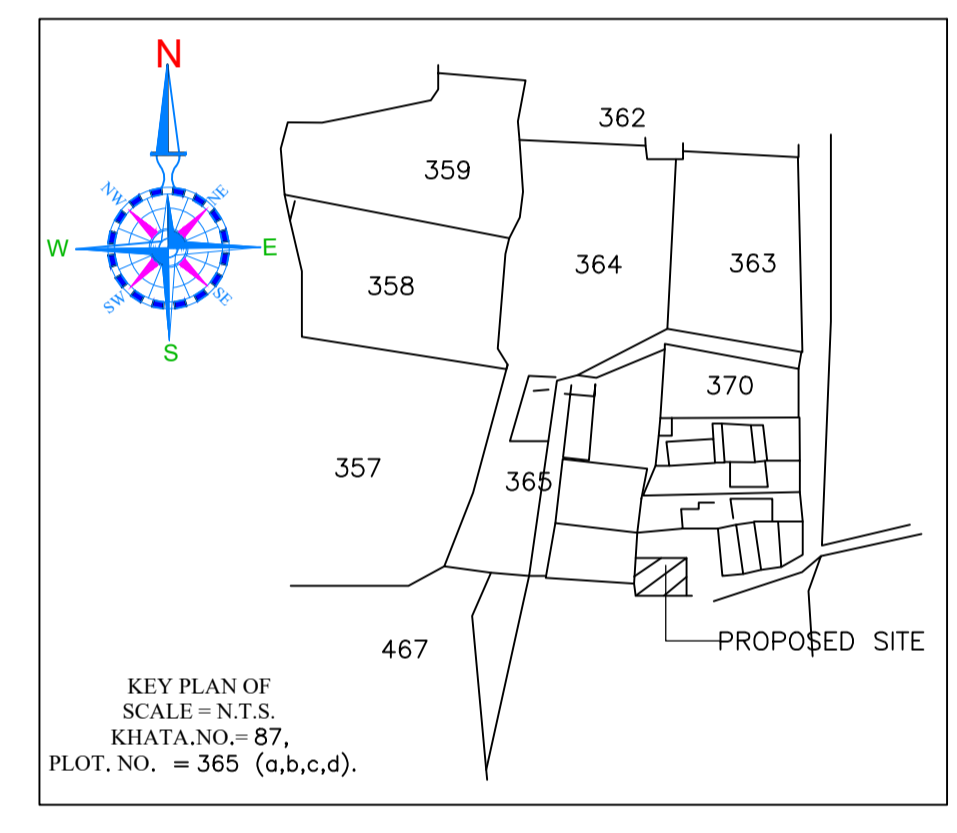 N
NW
NE
W
E
SW
SE
S
362
359
364
363
358
370
357
365
467
PROPOSED SITE
KEY PLAN OF
SCALE = N.T.S.
KHATA.NO.= 87,
PLOT. NO. = 365 (a,b,c,d).